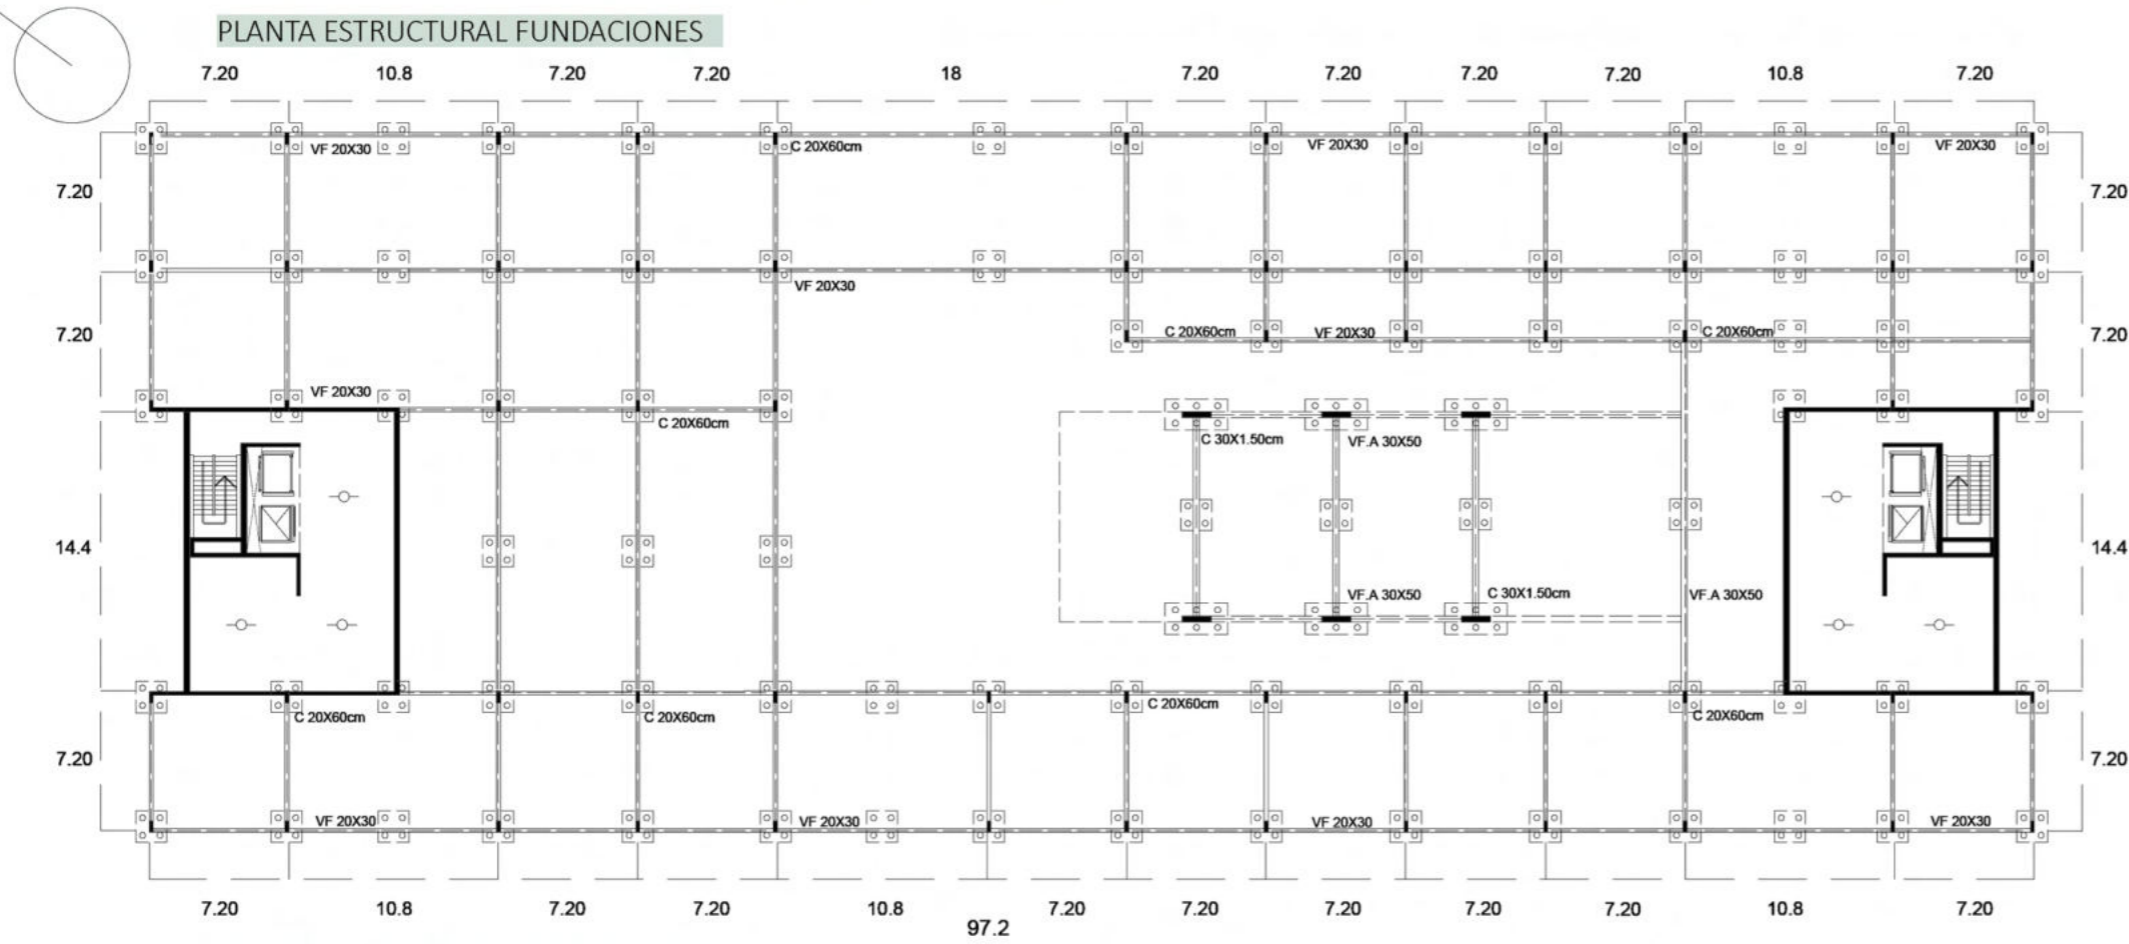 PLANTA ESTRUCTURAL FUNDACIONES
7.20 10.8 7.20 7.20 18 7.20 7.20 7.20 7.20 10.8 7.20
VF 20X30 C 20X60cm VF 20X30 VF 20X30
7.20 7.20
VF 20X30
7.20 C 20X60cm VF 20X30 C 20X60cm 7.20
VF 20X30
C 20X60cm C 30X1.50cm VF.A 30X50
14.4 14.4
VF.A 30X50 C 30X1.50cm VF.A 30X50
C 20X60cm C 20X60cm C 20X60cm C 20X60cm
7.20 7.20
VF 20X30 VF 20X30 VF 20X30 VF 20X30
7.20 10.8 7.20 7.20 10.8 7.20 7.20 7.20 7.20 7.20 10.8 7.20
97.2